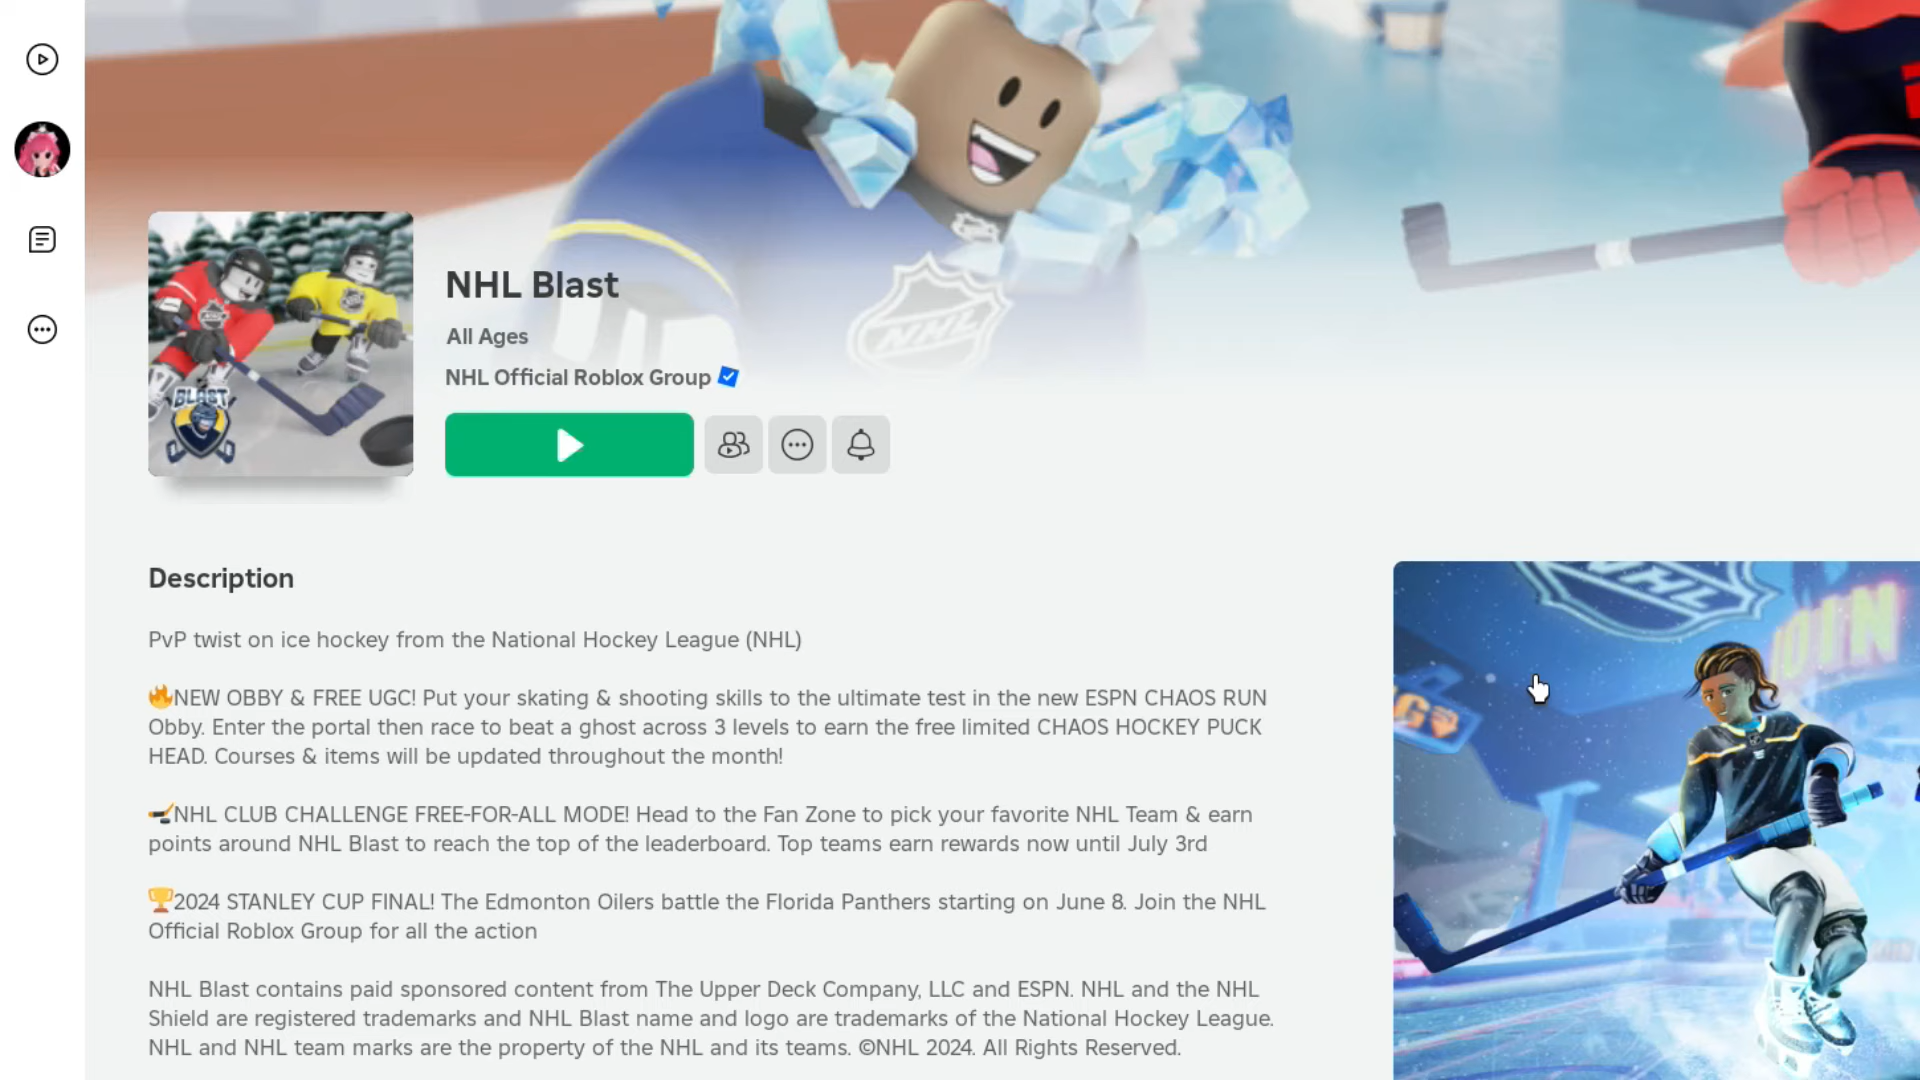 NHL
NHL
BLAST
NHL Blast
All Ages
NHL Official Roblox Group
Description
PvP twist on ice hockey from the National Hockey League (NHL)
🔥NEW OBBY & FREE UGC! Put your skating & shooting skills to the ultimate test in the new ESPN CHAOS RUN
Obby. Enter the portal then race to beat a ghost across 3 levels to earn the free limited CHAOS HOCKEY PUCK
HEAD. Courses & items will be updated throughout the month!
🏒NHL CLUB CHALLENGE FREE-FOR-ALL MODE! Head to the Fan Zone to pick your favorite NHL Team & earn
points around NHL Blast to reach the top of the leaderboard. Top teams earn rewards now until July 3rd
🏆2024 STANLEY CUP FINAL! The Edmonton Oilers battle the Florida Panthers starting on June 8. Join the NHL
Official Roblox Group for all the action
NHL Blast contains paid sponsored content from The Upper Deck Company, LLC and ESPN. NHL and the NHL
Shield are registered trademarks and NHL Blast name and logo are trademarks of the National Hockey League.
NHL and NHL team marks are the property of the NHL and its teams. ©NHL 2024. All Rights Reserved.
NHL
JOIN